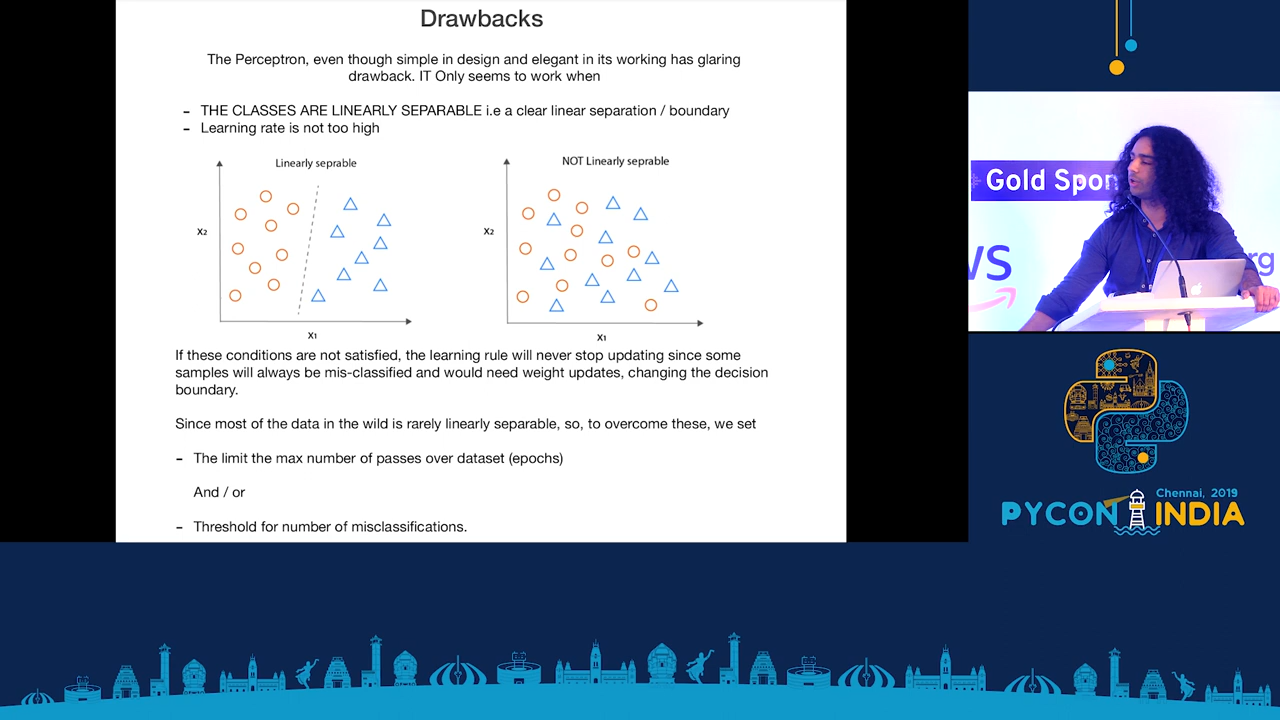 Drawbacks
The Perceptron, even though simple in design and elegant in its working has glaring
drawback. IT Only seems to work when
- THE CLASSES ARE LINEARLY SEPARABLE i.e a clear linear separation / boundary
- Learning rate is not too high
Linearly seprable
X₂
X₁
NOT Linearly seprable
X₂
X₁
If these conditions are not satisfied, the learning rule will never stop updating since some
samples will always be mis-classified and would need weight updates, changing the decision
boundary.
Since most of the data in the wild is rarely linearly separable, so, to overcome these, we set
- The limit the max number of passes over dataset (epochs)
And / or
- Threshold for number of misclassifications.
Gold Spon
vs
rg
Chennai, 2019
PYCON INDIA